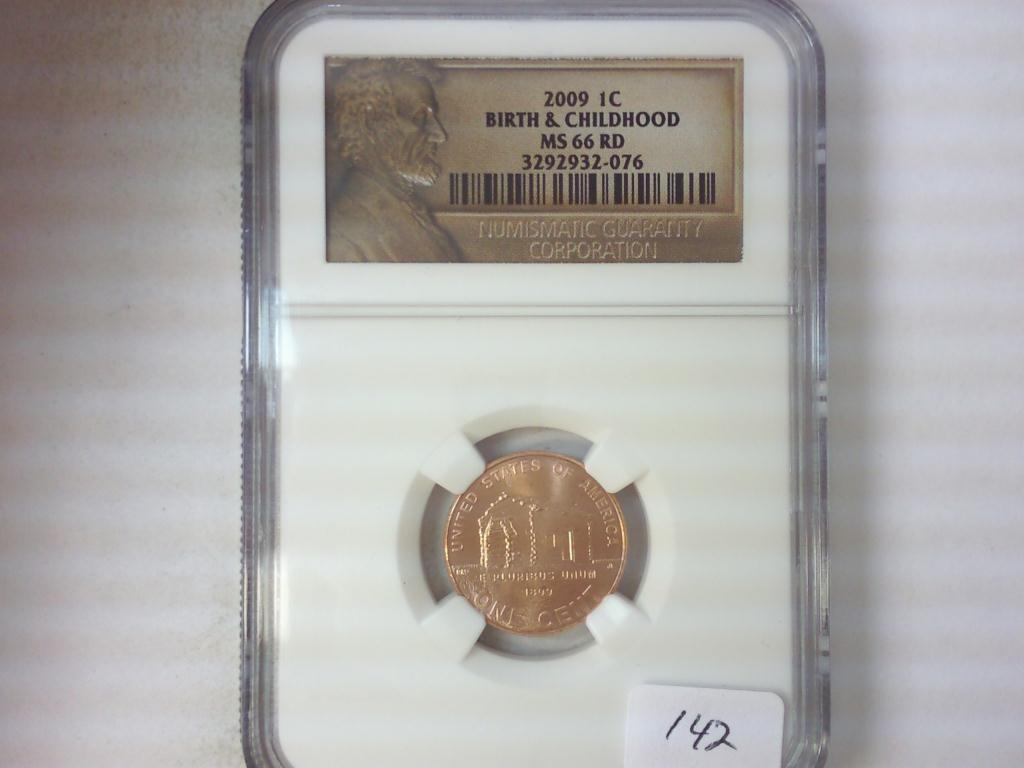 2009 1C
BIRTH & CHILDHOOD
MS 66 RD
3292932-076
NUMISMATIC GUARANTY
CORPORATION
UNITED STATES OF AMERICA
E PLURIBUS UNUM
1809
ONE CENT
142